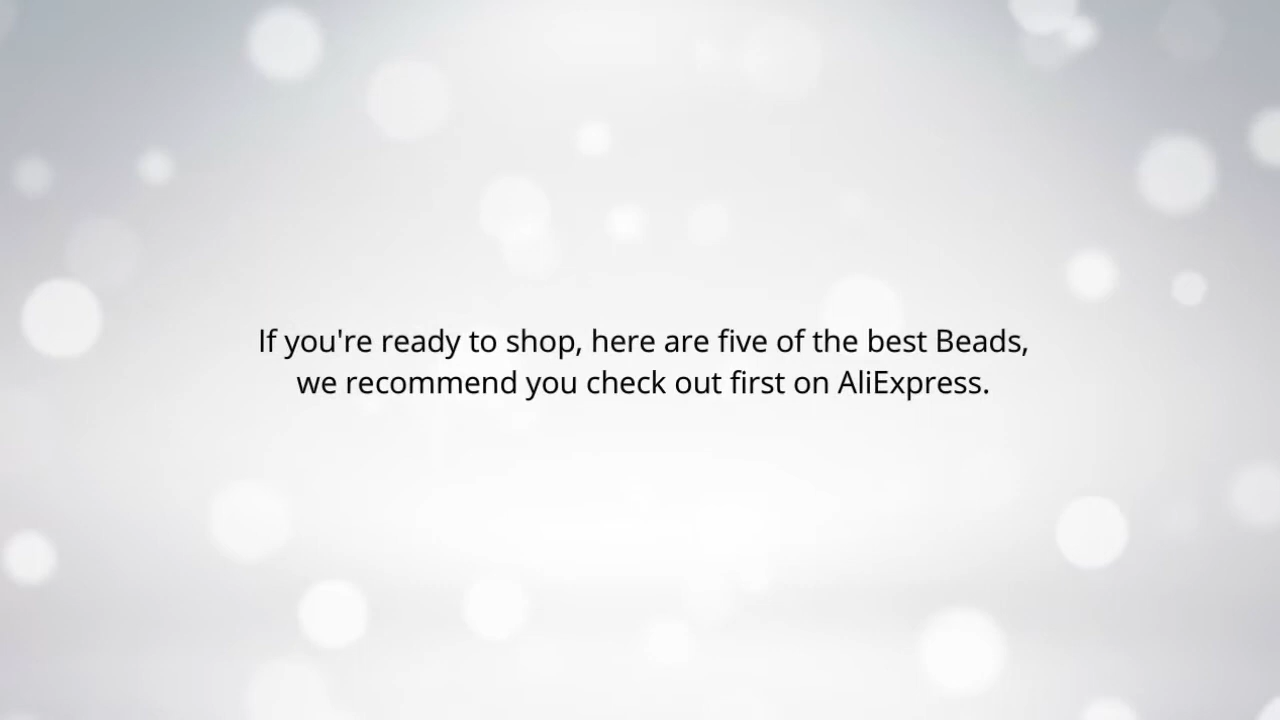 If you're ready to shop, here are five of the best Beads,
we recommend you check out first on AliExpress.